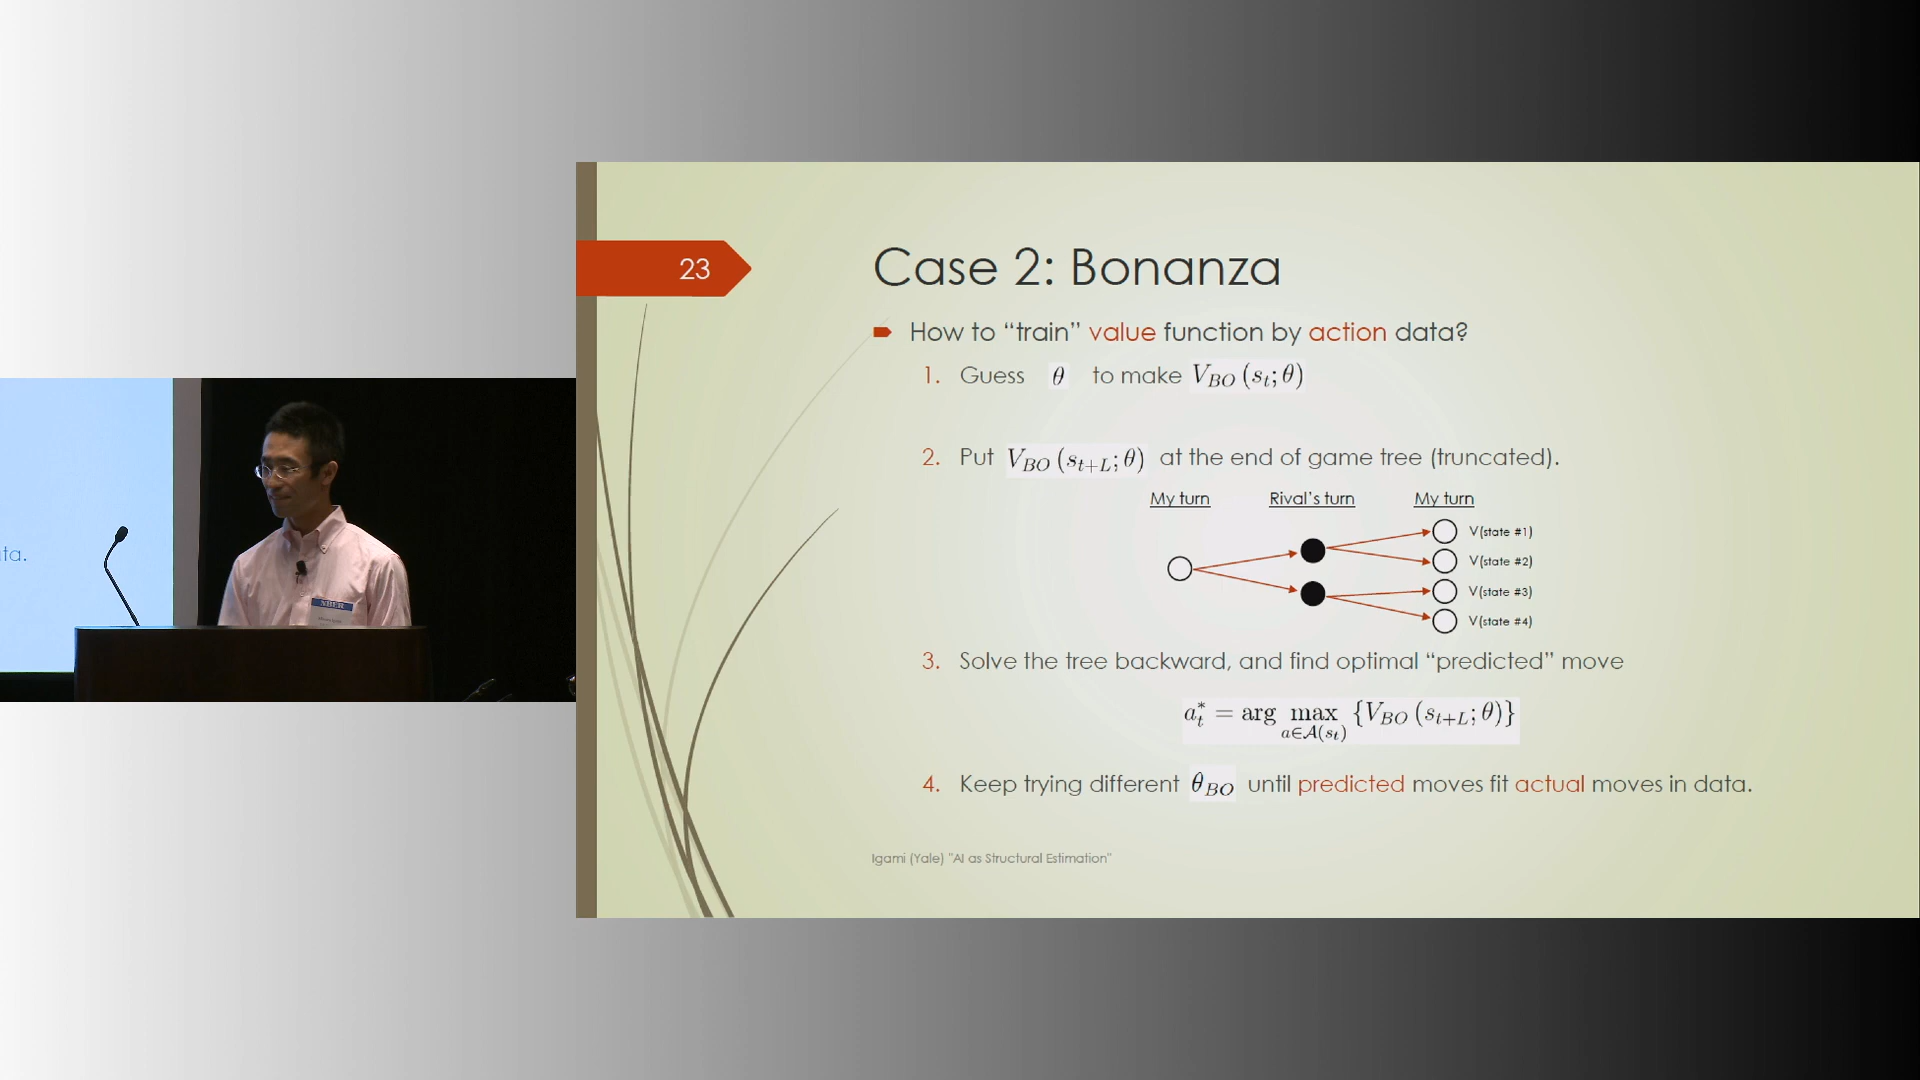 23
Case 2: Bonanza
How to “train” value function by action data?
1. Guess θ to make V_BO (s_t; θ)
2. Put V_BO (s_{t+L}; θ) at the end of game tree (truncated).
My turn Rival’s turn My turn
V(state #1)
V(state #2)
V(state #3)
V(state #4)
3. Solve the tree backward, and find optimal “predicted” move
a*_t = arg max_{a∈A(s_t)} {V_BO (s_{t+L}; θ)}
4. Keep trying different θ_BO until predicted moves fit actual moves in data.
Igami (Yale) "AI as Structural Estimation"
ta.
NBER